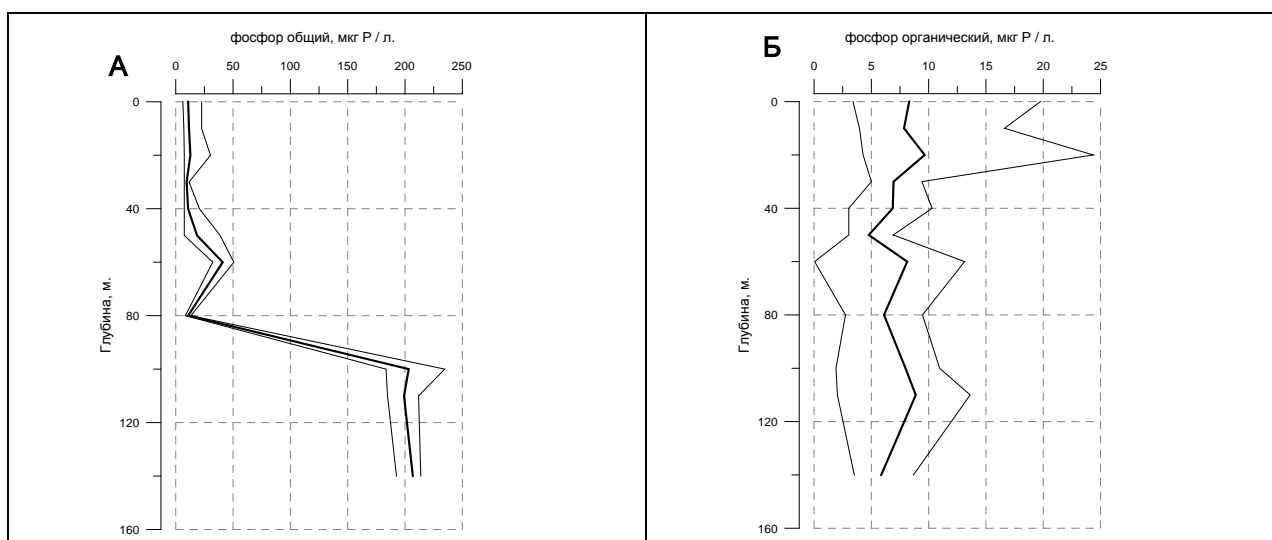 фосфор общий, мкг P / л.
А
0 50 100 150 200 250
0
40
80
120
160
Глубина, м.
фосфор органический, мкг P / л.
Б
0 5 10 15 20 25
0
40
80
120
160
Глубина, м.